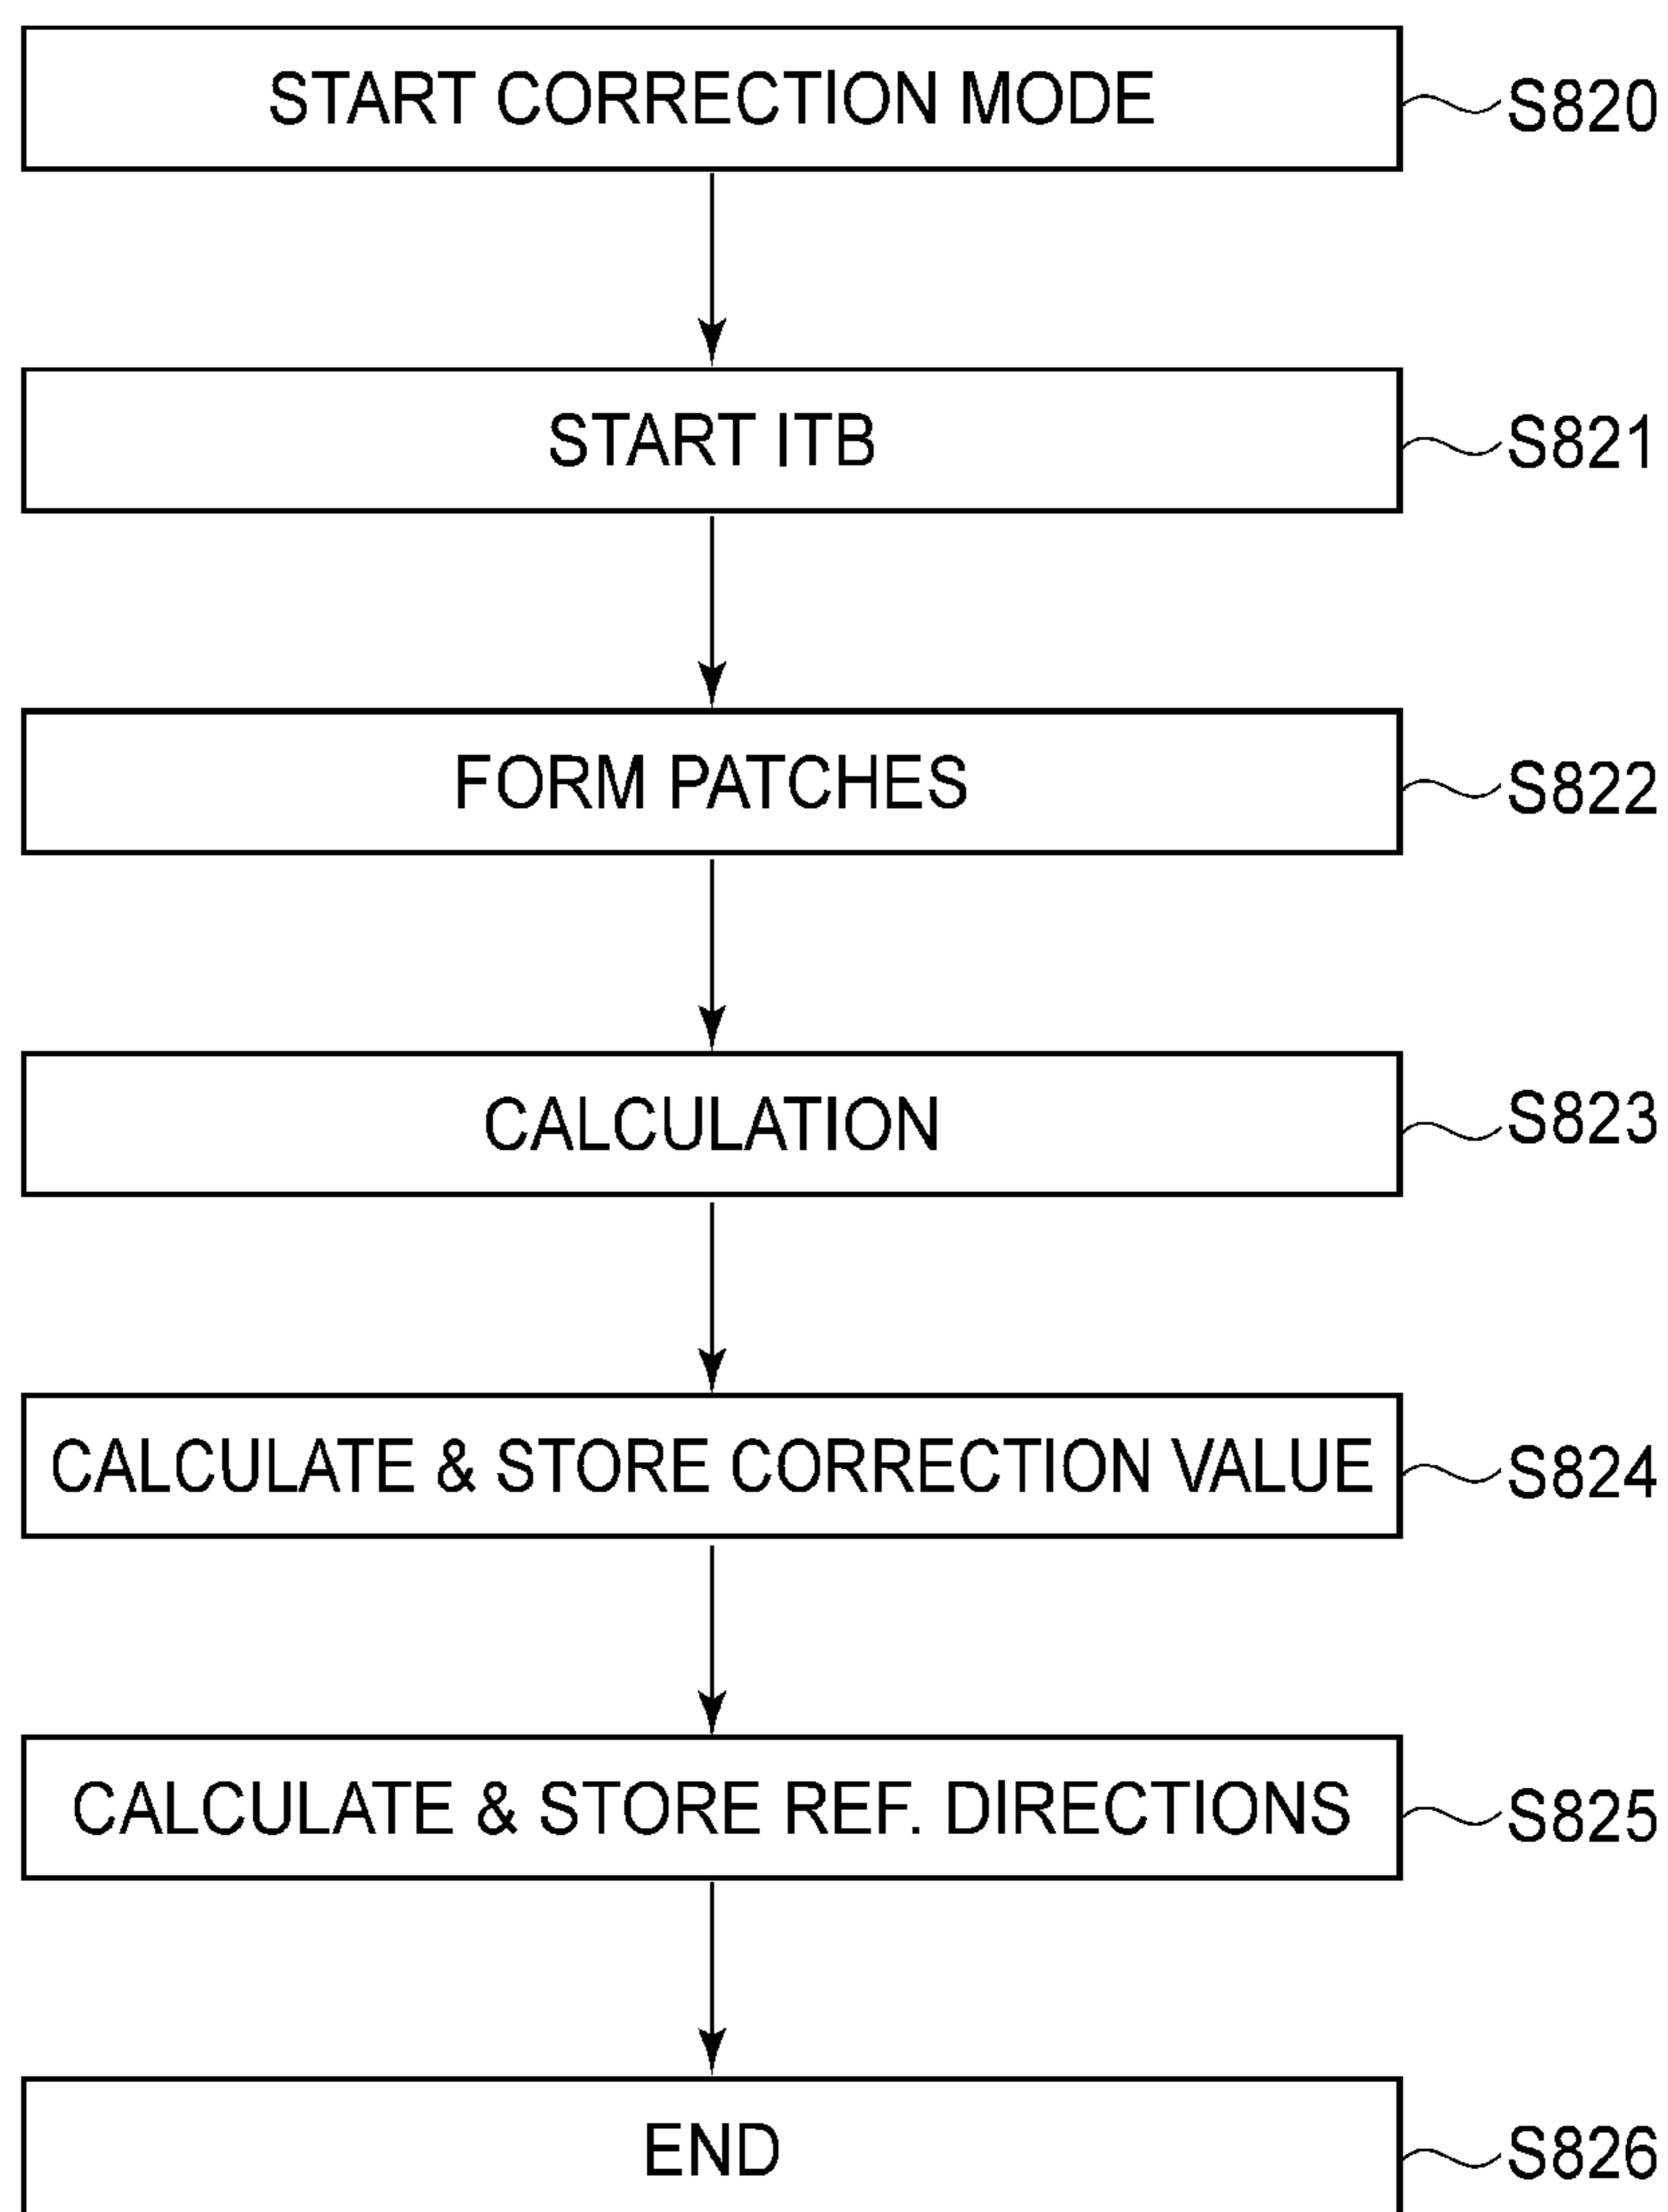 START CORRECTION MODE S820
START ITB S821
FORM PATCHES S822
CALCULATION S823
CALCULATE & STORE CORRECTION VALUE S824
CALCULATE & STORE REF. DIRECTIONS S825
END S826